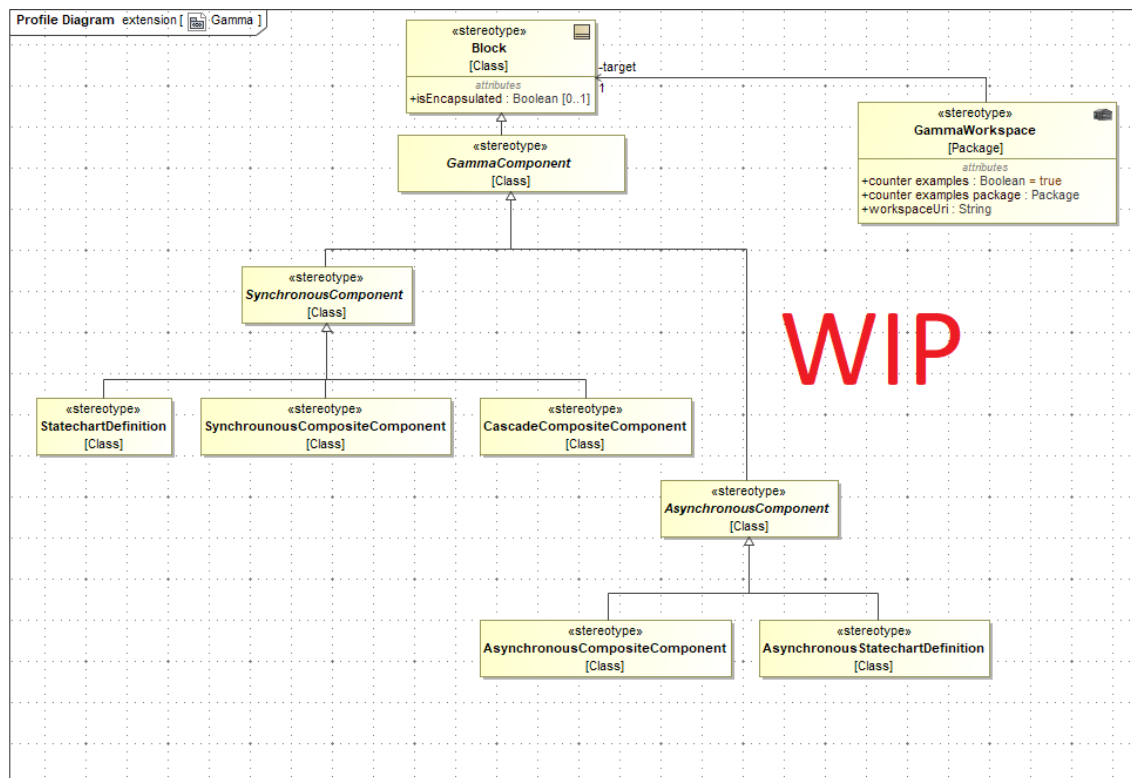 Profile Diagram extension [ Gamma ]
«stereotype»
Block
[Class]
attributes
+isEncapsulated : Boolean [0..1]
-target
1
«stereotype»
GammaWorkspace
[Package]
attributes
+counter examples : Boolean = true
+counter examples package : Package
+workspaceUri : String
«stereotype»
GammaComponent
[Class]
«stereotype»
SynchronousComponent
[Class]
WIP
«stereotype»
StatechartDefinition
[Class]
«stereotype»
SynchrounousCompositeComponent
[Class]
«stereotype»
CascadeCompositeComponent
[Class]
«stereotype»
AsynchronousComponent
[Class]
«stereotype»
AsynchronousCompositeComponent
[Class]
«stereotype»
AsynchronousStatechartDefinition
[Class]